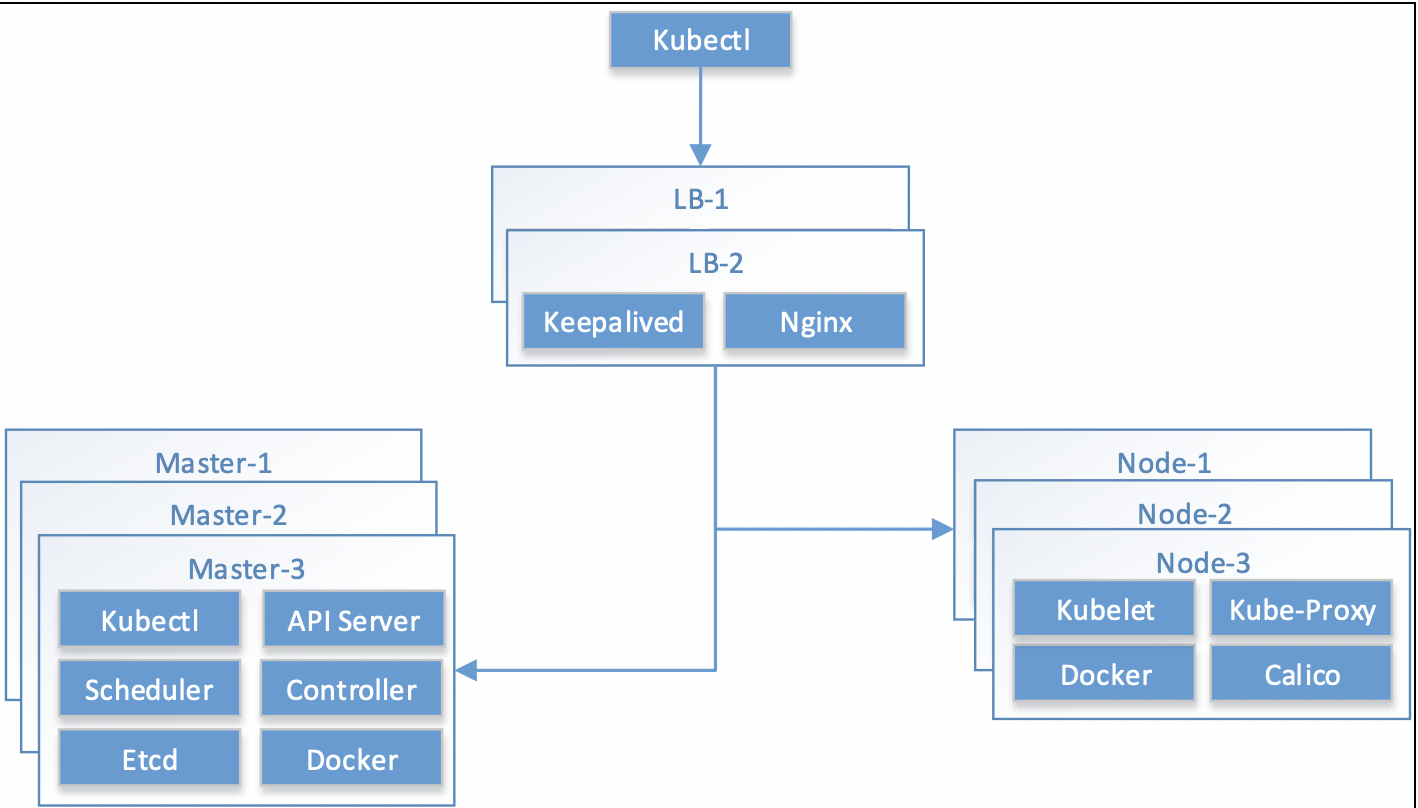 Kubectl
LB-1
LB-2
Keepalived Nginx
Master-1
Master-2
Master-3
Kubectl API Server
Scheduler Controller
Etcd Docker
Node-1
Node-2
Node-3
Kubelet Kube-Proxy
Docker Calico